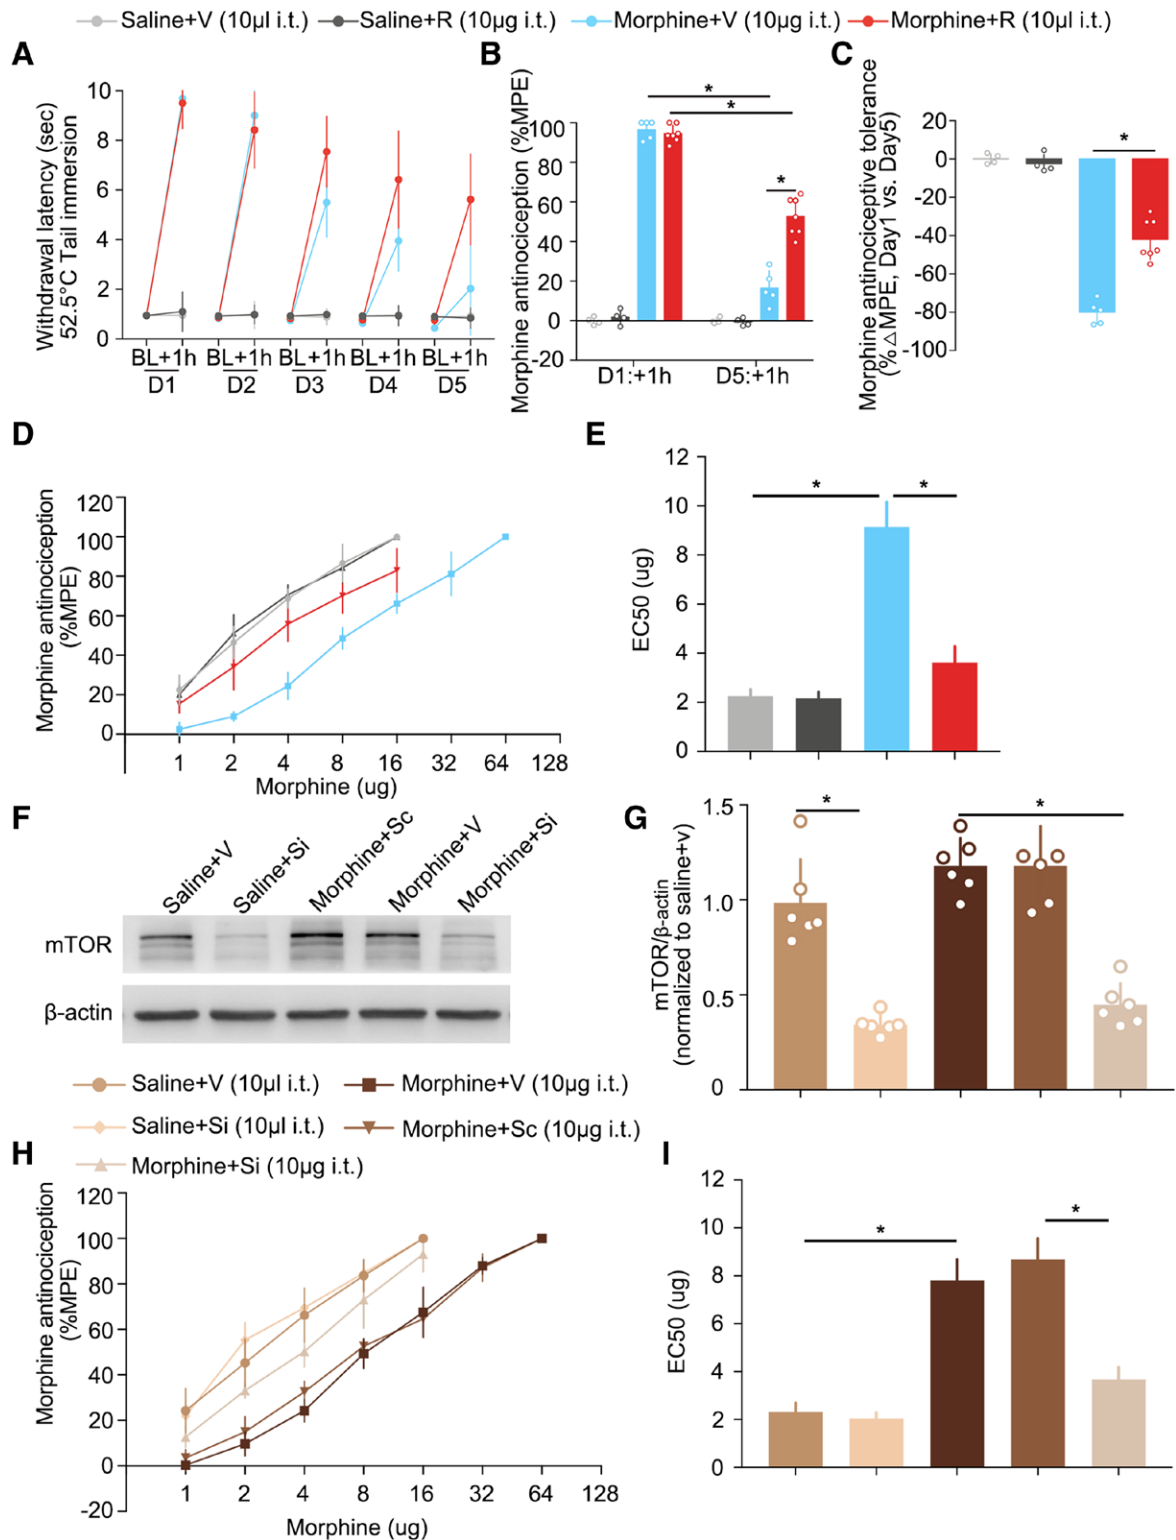 Saline+V (10µl i.t.) Saline+R (10µg i.t.) Morphine+V (10µg i.t.) Morphine+R (10µl i.t.)
A
Withdrawal latency (sec)
52.5°C Tail immersion
10
8
6
4
2
0
BL+1h BL+1h BL+1h BL+1h BL+1h
D1 D2 D3 D4 D5
B
Morphine antinociception (%MPE)
100
80
60
40
20
0
-20
* * *
D1:+1h D5:+1h
C
Morphine antinociceptive tolerance
(%△MPE, Day1 vs. Day5)
20
0
-20
-40
-60
-80
-100
*
D
Morphine antinociception
(%MPE)
120
100
80
60
40
20
0
1 2 4 8 16 32 64 128
Morphine (ug)
E
EC50 (ug)
12
10
8
6
4
2
0
* *
F
Saline+V Saline+Si Morphine+Sc Morphine+V Morphine+Si
mTOR
β-actin
G
mTOR/β-actin
(normalized to saline+v)
1.5
1.0
0.5
0
* *
Saline+V (10µl i.t.) Morphine+V (10µg i.t.)
Saline+Si (10µl i.t.) Morphine+Sc (10µg i.t.)
Morphine+Si (10µg i.t.)
H
Morphine antinociception
(%MPE)
120
100
80
60
40
20
0
-20
1 2 4 8 16 32 64 128
Morphine (ug)
I
EC50 (ug)
12
10
8
6
4
2
0
* *